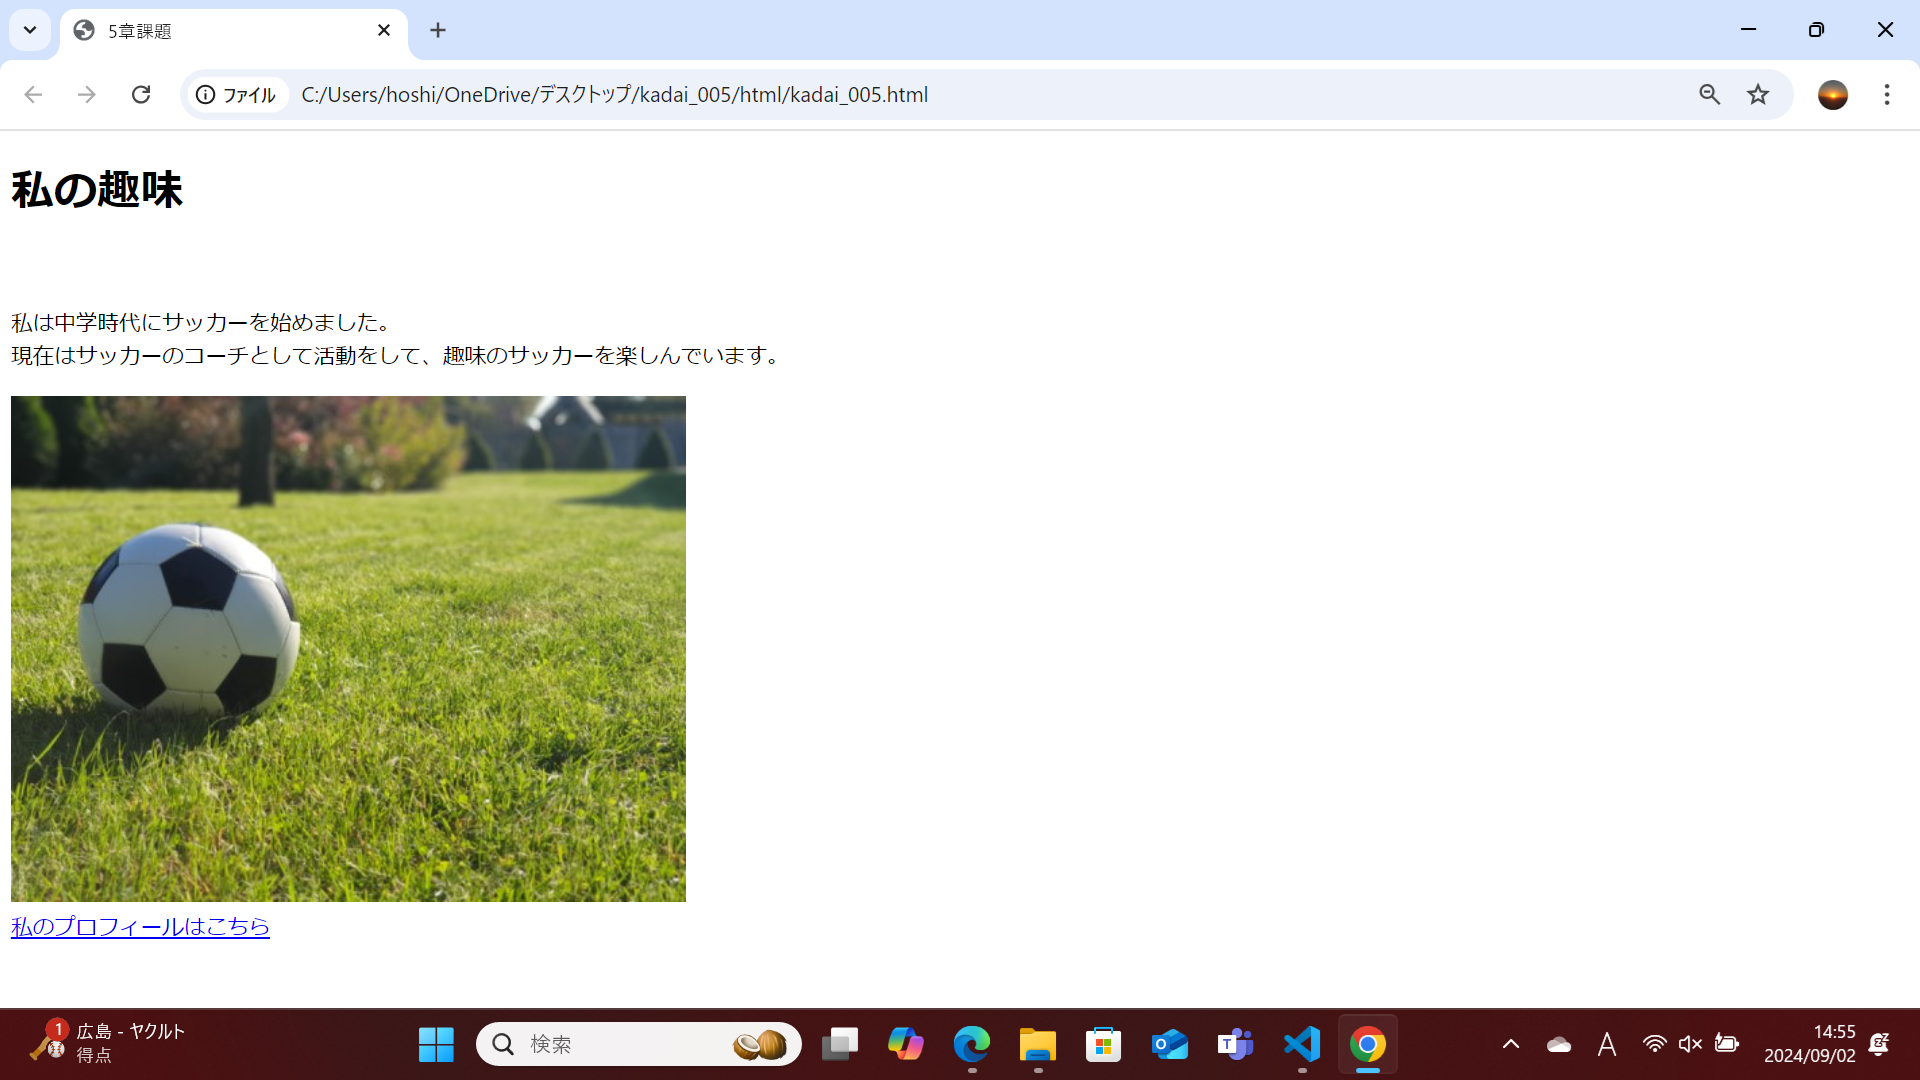 5章課題
ファイル
C:/Users/hoshi/OneDrive/デスクトップ/kadai_005/html/kadai_005.html
私の趣味
私は中学時代にサッカーを始めました。
現在はサッカーのコーチとして活動をして、趣味のサッカーを楽しんでいます。
私のプロフィールはこちら
1
広島 - ヤクルト
得点
検索
A
14:55
2024/09/02